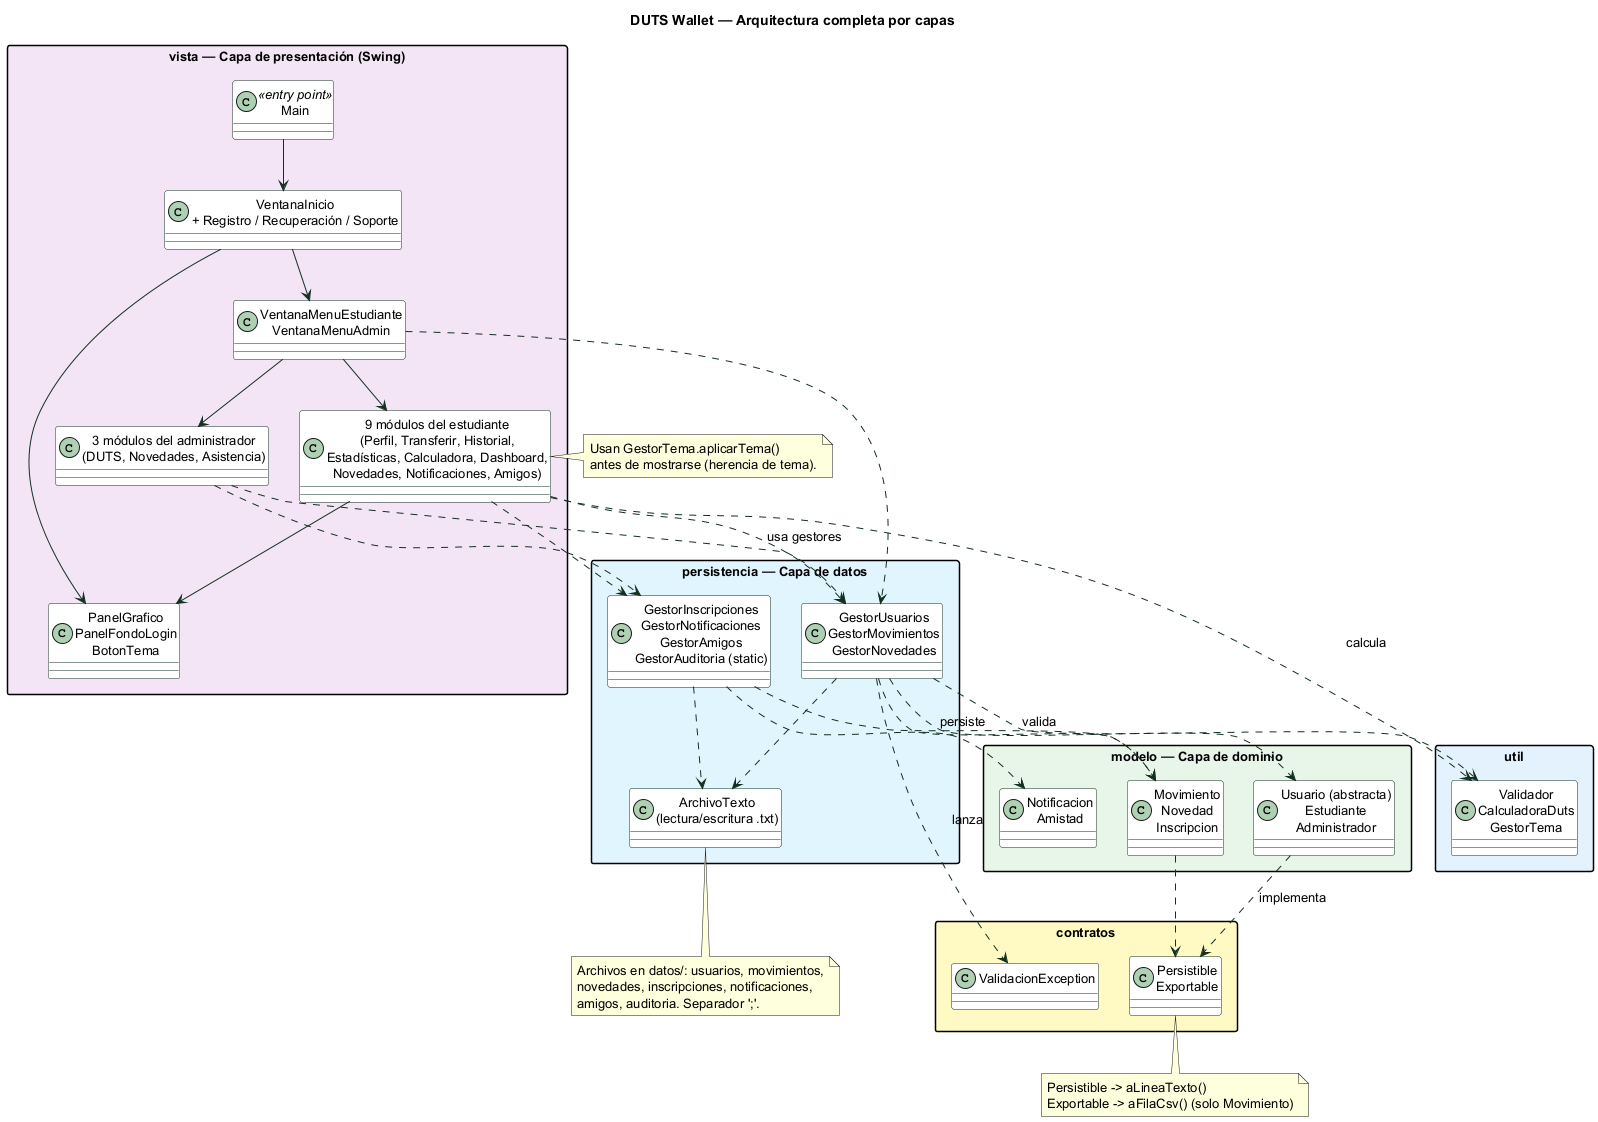 DUTS Wallet — Arquitectura completa por capas
vista — Capa de presentación (Swing)
C
«entry point»
Main
C
VentanaInicio
+ Registro / Recuperación / Soporte
C
VentanaMenuEstudiante
VentanaMenuAdmin
C
3 módulos del administrador
(DUTS, Novedades, Asistencia)
C
9 módulos del estudiante
(Perfil, Transferir, Historial,
Estadísticas, Calculadora, Dashboard,
Novedades, Notificaciones, Amigos)
Usan GestorTema.aplicarTema()
antes de mostrarse (herencia de tema).
C
PanelGrafico
PanelFondoLogin
BotonTema
usa gestores
calcula
persistencia — Capa de datos
C
GestorInscripciones
GestorNotificaciones
GestorAmigos
GestorAuditoria (static)
C
GestorUsuarios
GestorMovimientos
GestorNovedades
persiste
valida
lanza
C
ArchivoTexto
(lectura/escritura .txt)
modelo — Capa de dominio
C
Notificacion
Amistad
C
Movimiento
Novedad
Inscripcion
C
Usuario (abstracta)
Estudiante
Administrador
util
C
Validador
CalculadoraDuts
GestorTema
implementa
contratos
C
ValidacionException
C
Persistible
Exportable
Archivos en datos/: usuarios, movimientos,
novedades, inscripciones, notificaciones,
amigos, auditoria. Separador ';'.
Persistible -> aLineaTexto()
Exportable -> aFilaCsv() (solo Movimiento)